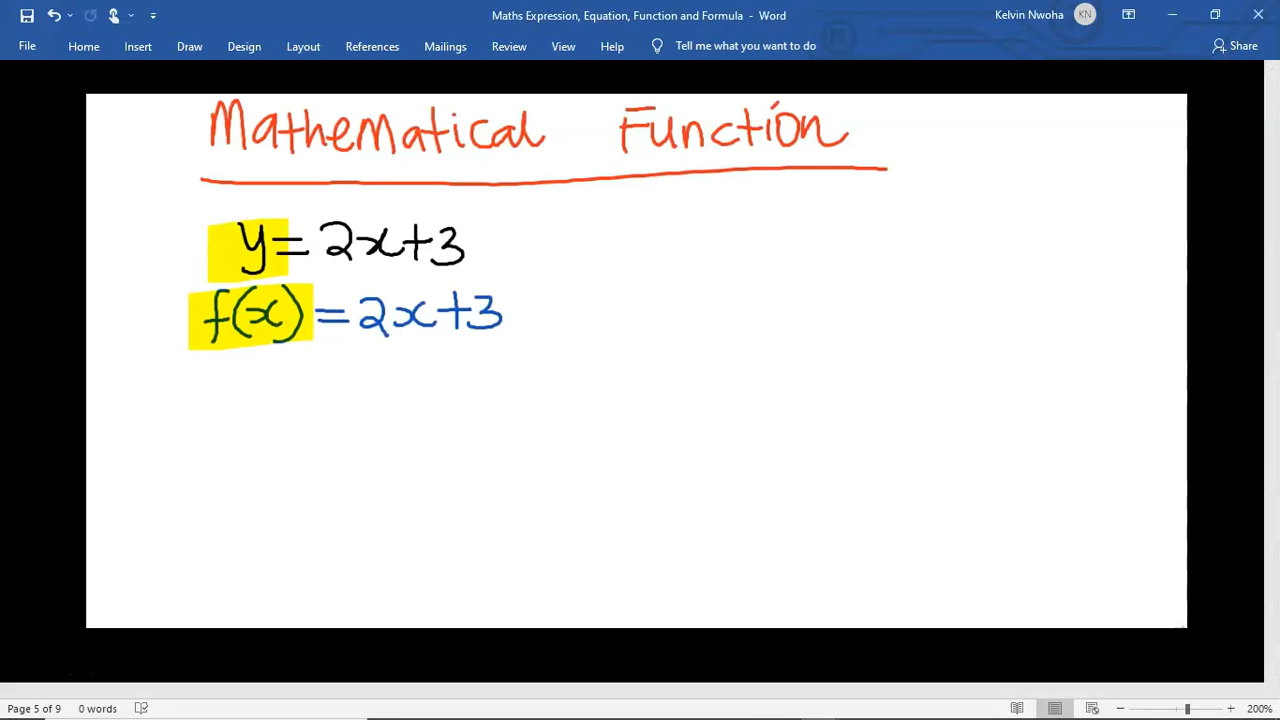 Maths Expression, Equation, Function and Formula - Word
Kelvin Nwoha
KN
File Home Insert Draw Design Layout References Mailings Review View Help Tell me what you want to do Share
Mathematical Function
y = 2x+3
f(x) = 2x+3
Page 5 of 9 0 words 200%